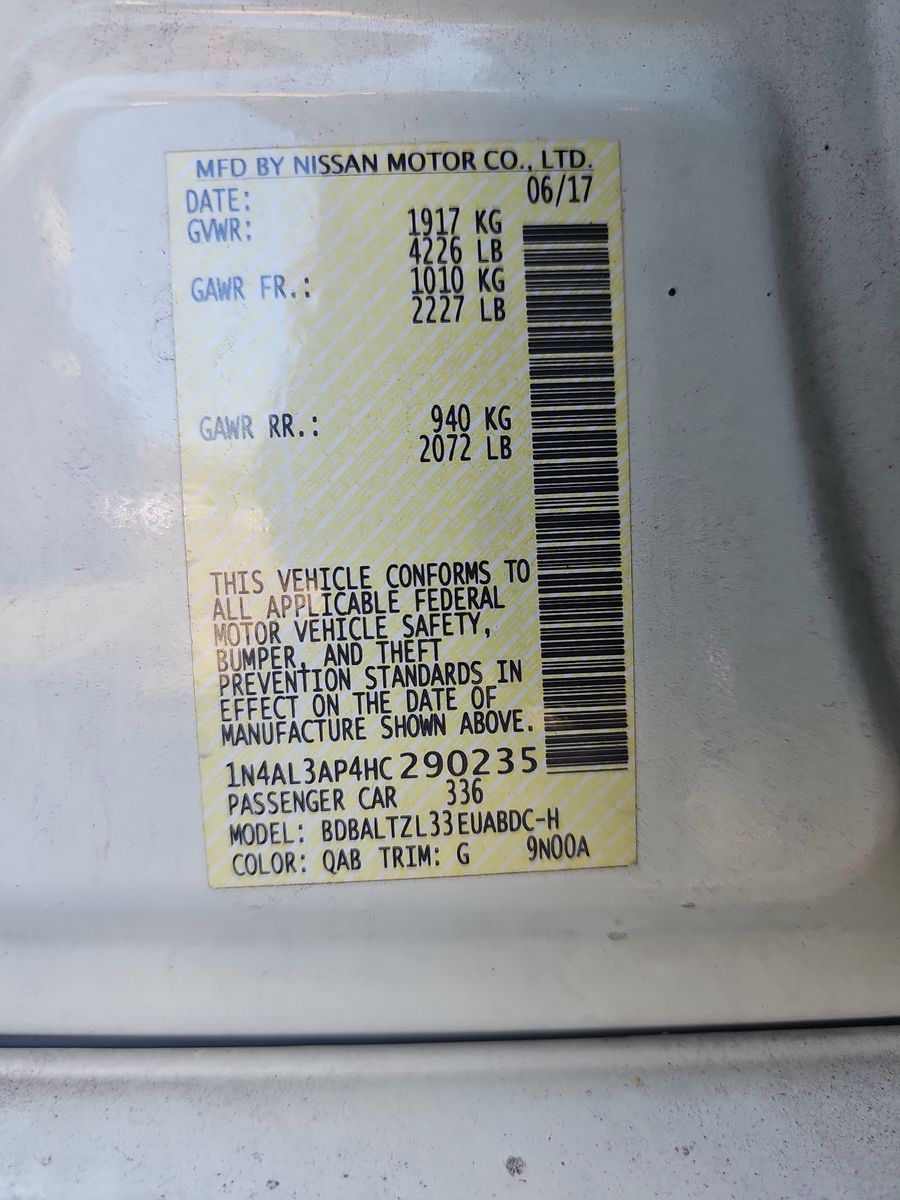 MFD BY NISSAN MOTOR CO., LTD.
DATE: 06/17
GVWR: 1917 KG
4226 LB
GAWR FR.: 1010 KG
2227 LB
GAWR RR.: 940 KG
2072 LB
THIS VEHICLE CONFORMS TO
ALL APPLICABLE FEDERAL
MOTOR VEHICLE SAFETY,
BUMPER, AND THEFT
PREVENTION STANDARDS IN
EFFECT ON THE DATE OF
MANUFACTURE SHOWN ABOVE.
1N4AL3AP4HC290235
PASSENGER CAR 336
MODEL: BDBALTZL33EUABDC-H
COLOR: QAB TRIM: G 9N00A